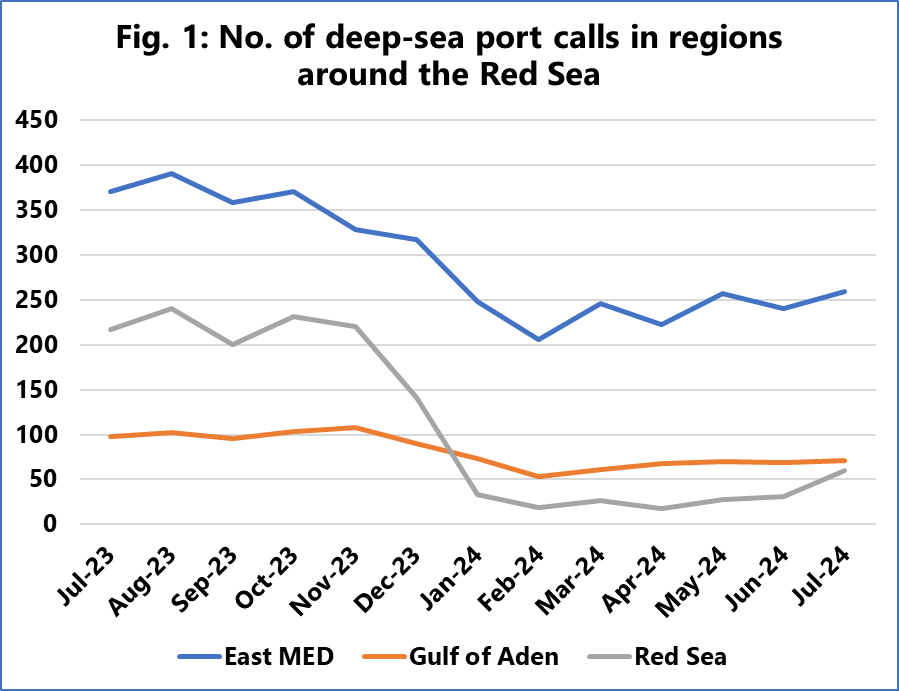 Fig. 1: No. of deep-sea port calls in regions
around the Red Sea
450
400
350
300
250
200
150
100
50
0
Jul-23 Aug-23 Sep-23 Oct-23 Nov-23 Dec-23 Jan-24 Feb-24 Mar-24 Apr-24 May-24 Jun-24 Jul-24
East MED Gulf of Aden Red Sea